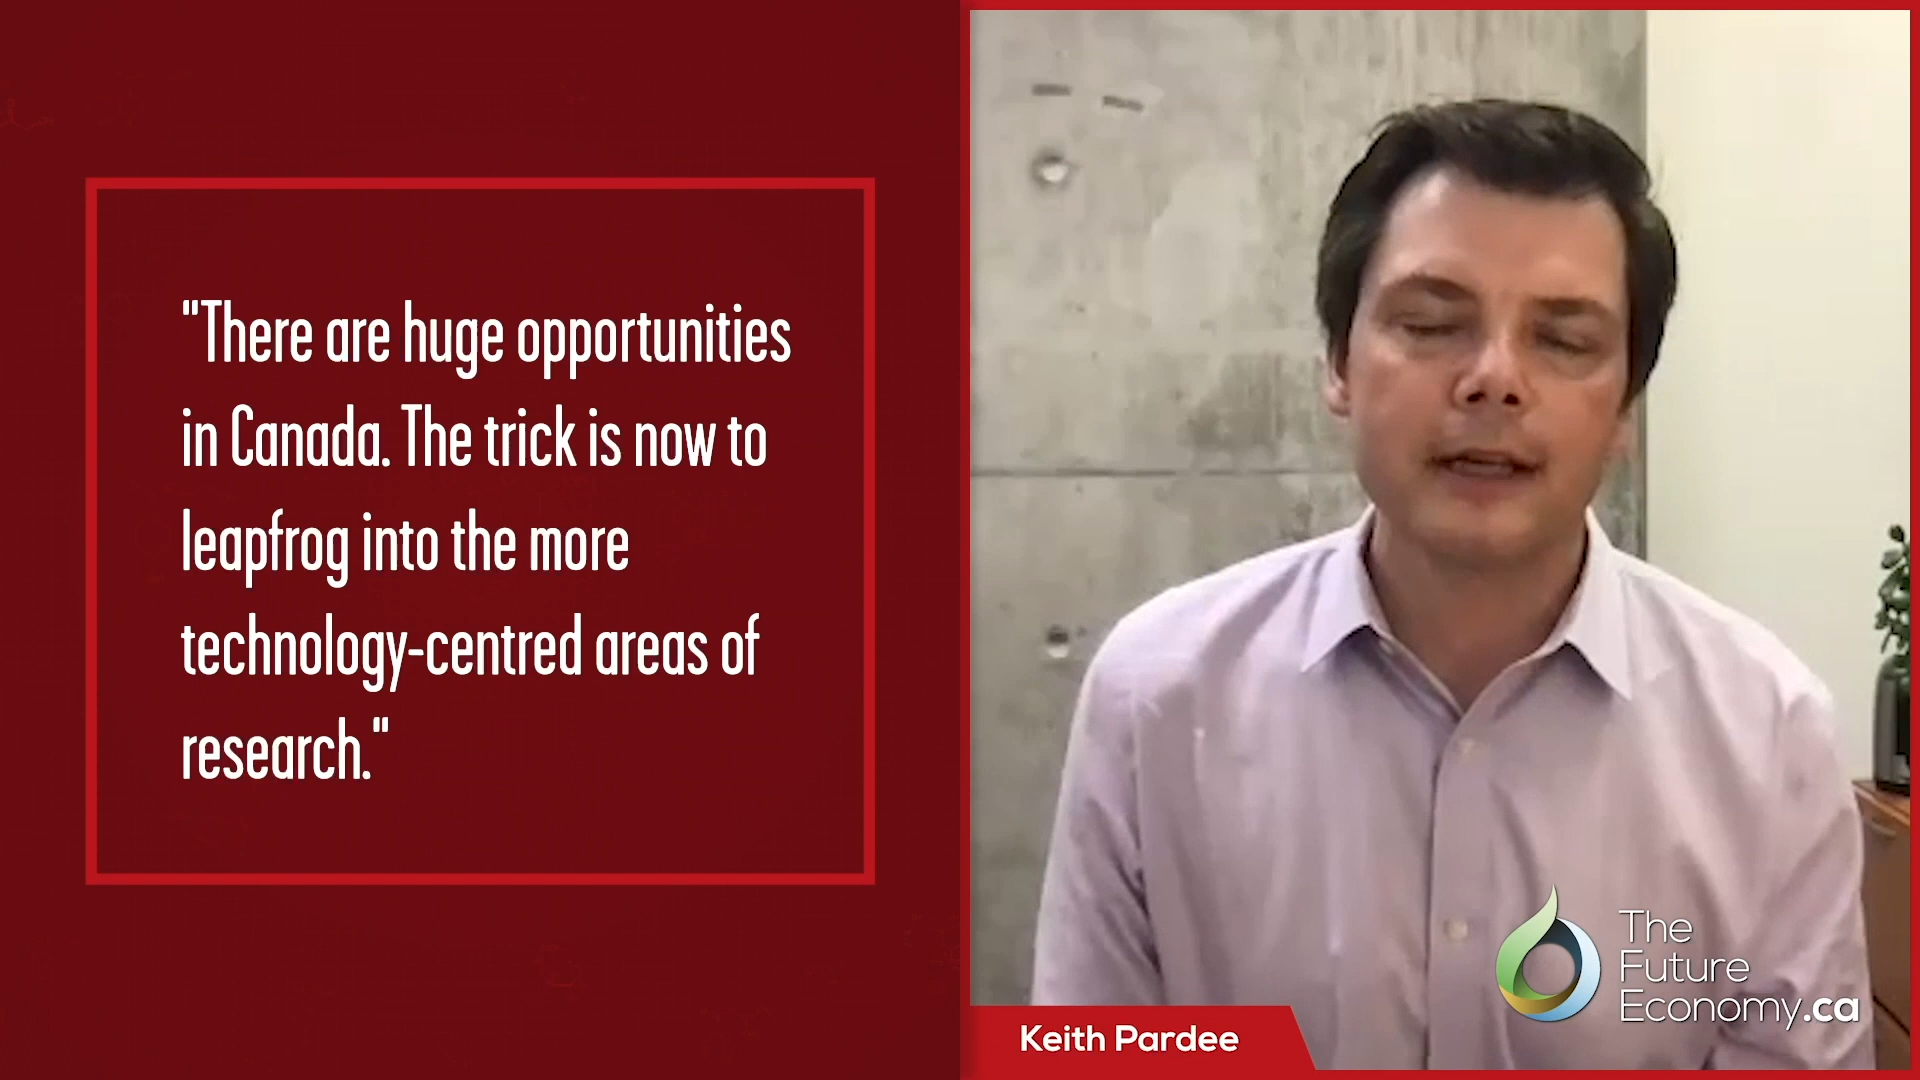 "There are huge opportunities
in Canada. The trick is now to
leapfrog into the more
technology-centred areas of
research."
Keith Pardee
The
Future
Economy.ca